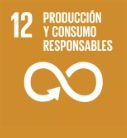 12 PRODUCCIÓN
Y CONSUMO
RESPONSABLES